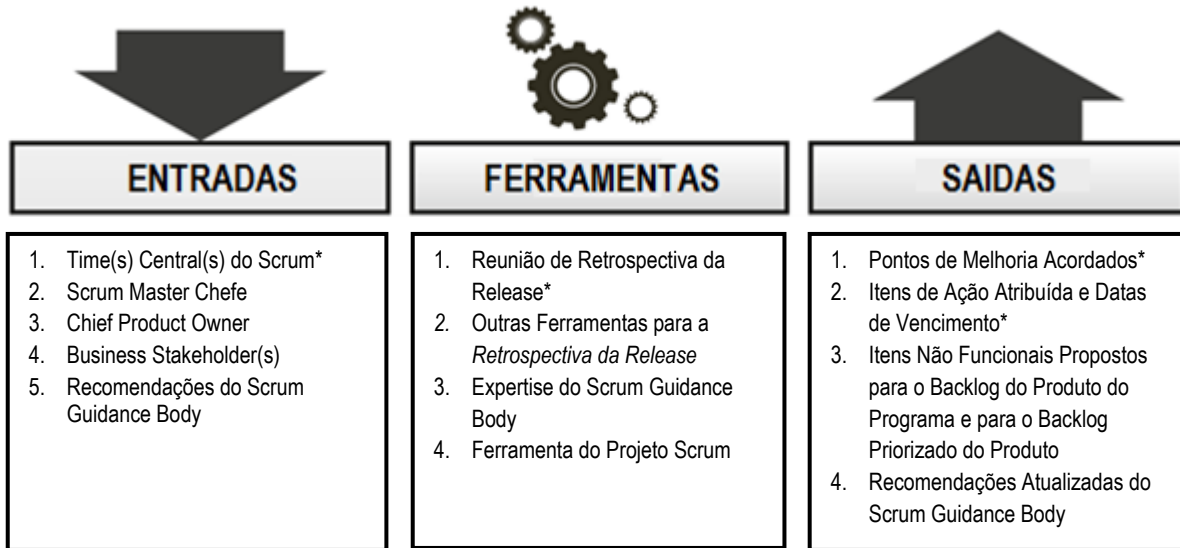 ENTRADAS
1. Time(s) Central(s) do Scrum*
2. Scrum Master Chefe
3. Chief Product Owner
4. Business Stakeholder(s)
5. Recomendações do Scrum
Guidance Body
FERRAMENTAS
1. Reunião de Retrospectiva da
Release*
2. Outras Ferramentas para a
Retrospectiva da Release
3. Expertise do Scrum Guidance
Body
4. Ferramenta do Projeto Scrum
SAIDAS
1. Pontos de Melhoria Acordados*
2. Itens de Ação Atribuída e Datas
de Vencimento*
3. Itens Não Funcionais Propostos
para o Backlog do Produto do
Programa e para o Backlog
Priorizado do Produto
4. Recomendações Atualizadas do
Scrum Guidance Body